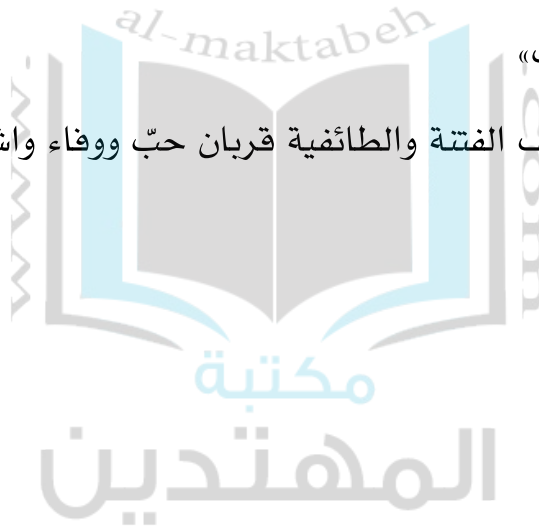 al-maktabeh
الفتنة والطائفية قربان حبّ ووفاء
مكتبة
المهتدين